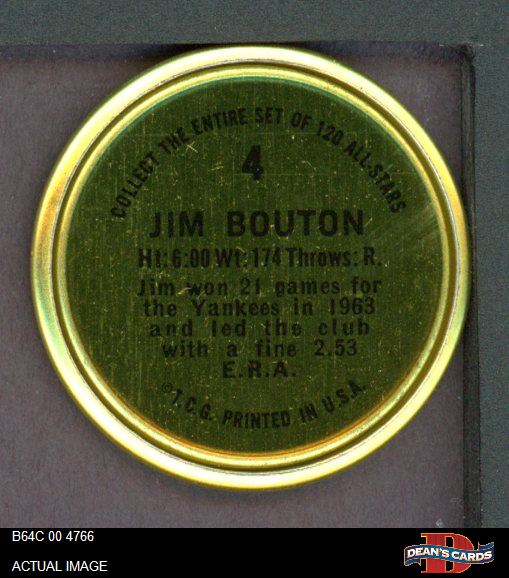 COLLECT THE ENTIRE SET OF 120 ALL-STARS
4
JIM BOUTON
Ht: 6:00 Wt: 174 Throws: R.
Jim won 21 games for
the Yankees in 1963
and led the club
with a fine 2.53
E.R.A.
©T.C.G. PRINTED IN U.S.A.
B64C 00 4766
ACTUAL IMAGE
D
DEAN'S CARDS